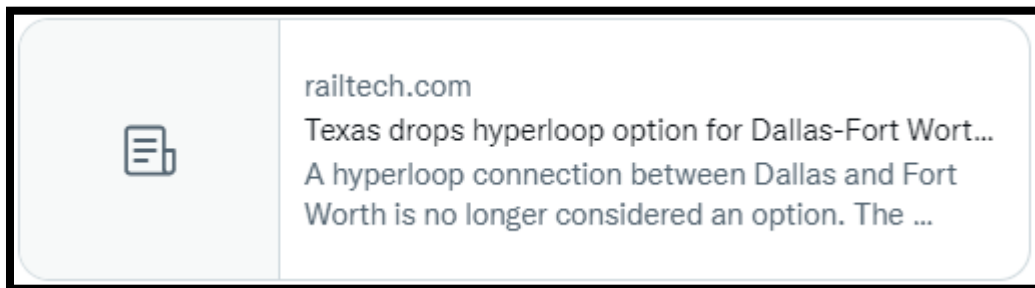 railtech.com
Texas drops hyperloop option for Dallas-Fort Wort...
A hyperloop connection between Dallas and Fort
Worth is no longer considered an option. The ...